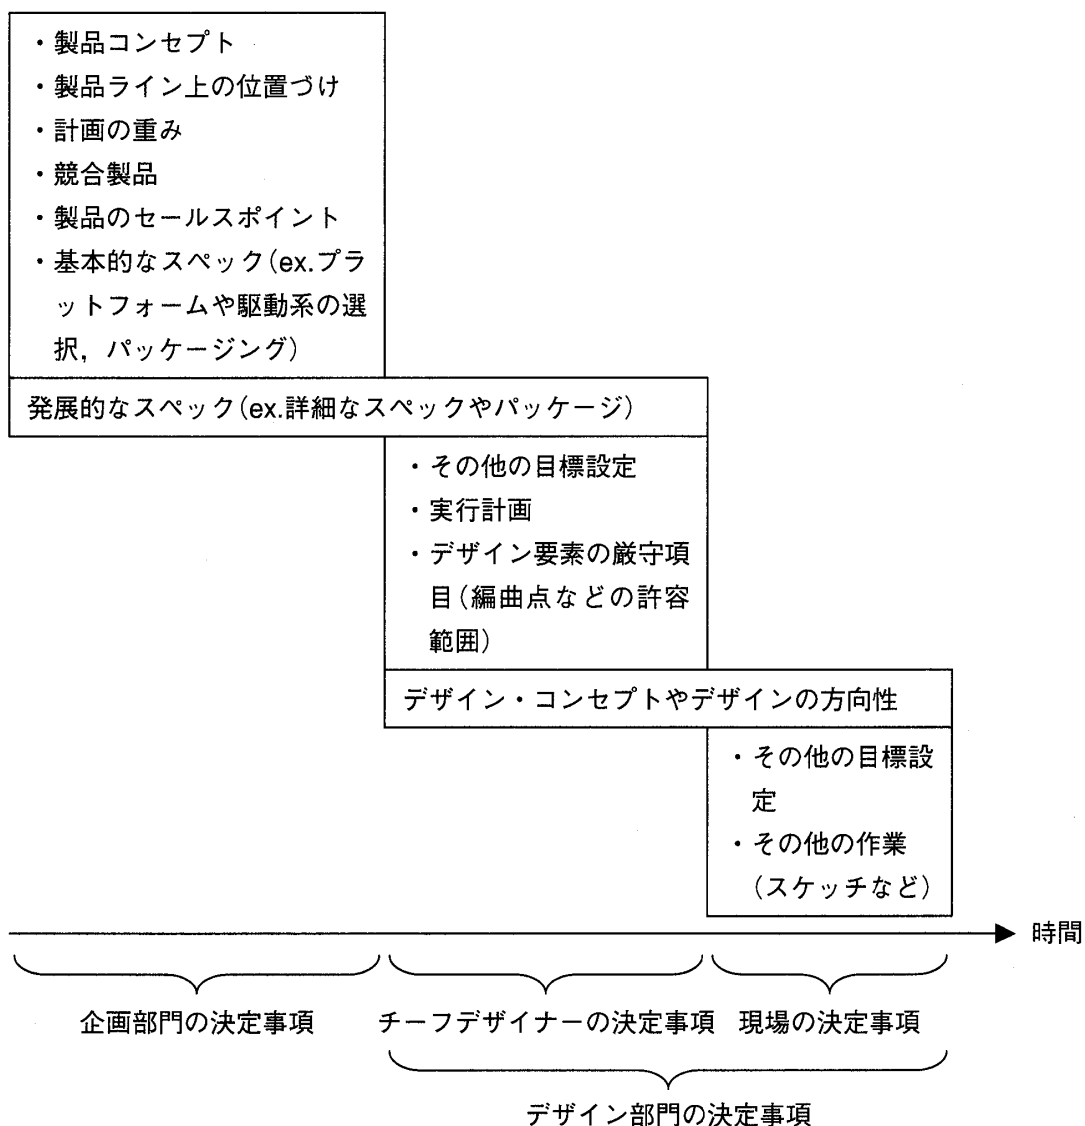 ・製品コンセプト
・製品ライン上の位置づけ
・計画の重み
・競合製品
・製品のセールスポイント
・基本的なスペック(ex.プラ
ットフォームや駆動系の選
択，パッケージング)
発展的なスペック(ex.詳細なスペックやパッケージ)
・その他の目標設定
・実行計画
・デザイン要素の厳守項
目(編曲点などの許容
範囲)
デザイン・コンセプトやデザインの方向性
・その他の目標設
定
・その他の作業
(スケッチなど)
時間
企画部門の決定事項 チーフデザイナーの決定事項 現場の決定事項
デザイン部門の決定事項